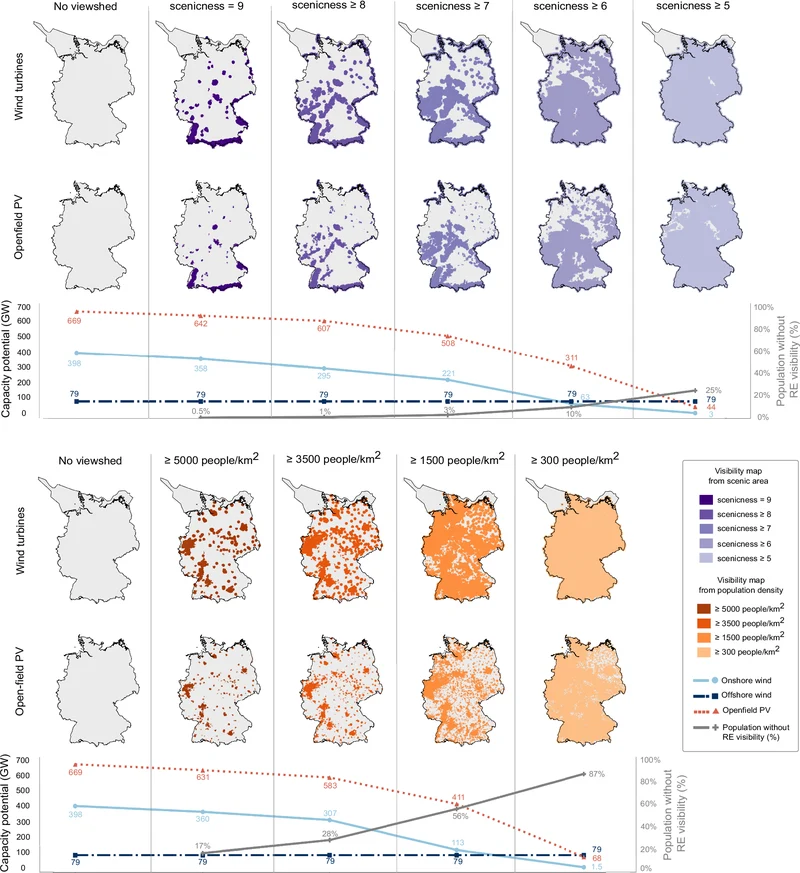 No viewshed
scenicness = 9
scenicness ≥ 8
scenicness ≥ 7
scenicness ≥ 6
scenicness ≥ 5
Wind turbines
Openfield PV
Capacity potential (GW)
700
600
500
400
300
200
100
0
669
642
607
508
311
44
398
358
295
221
63
3
79
79
79
79
79
79
0.5%
1%
3%
10%
25%
100%
80%
60%
40%
20%
0%
Population without
RE visibility (%)
No viewshed
≥ 5000 people/km2
≥ 3500 people/km2
≥ 1500 people/km2
≥ 300 people/km2
Wind turbines
Open-field PV
Capacity potential (GW)
700
600
500
400
300
200
100
0
669
631
583
411
68
398
360
307
113
1.5
79
79
79
79
79
17%
28%
56%
87%
100%
80%
60%
40%
20%
0%
Population without
RE visibility (%)
Visibility map
from scenic area
scenicness = 9
scenicness ≥ 8
scenicness ≥ 7
scenicness ≥ 6
scenicness ≥ 5
Visibility map
from population density
≥ 5000 people/km2
≥ 3500 people/km2
≥ 1500 people/km2
≥ 300 people/km2
Onshore wind
Offshore wind
Openfield PV
Population without
RE visibility (%)